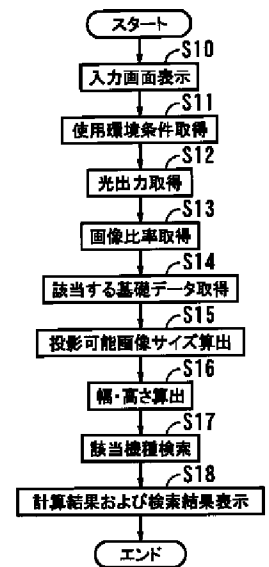 スタート
S10
入力画面表示
S11
使用環境条件取得
S12
光出力取得
S13
画像比率取得
S14
該当する基礎データ取得
S15
投影可能画像サイズ算出
S16
幅・高さ算出
S17
該当機種検索
S18
計算結果および検索結果表示
エンド